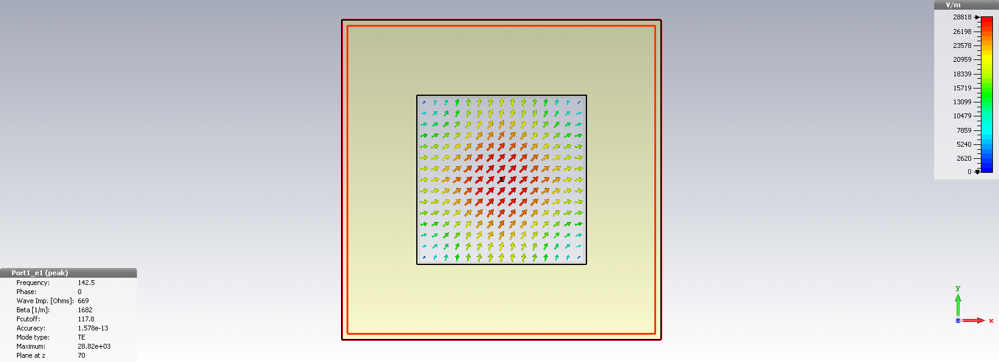 V/m
28818
26198
23578
20959
18339
15719
13099
10479
7859
5240
2620
0
1
Port1_e1 (peak)
Frequency: 142.5
Phase: 0
Wave Imp. [Ohms]: 669
Beta [1/m]: 1682
Fcutoff: 117.8
Accuracy: 1.578e-13
Mode type: TE
Maximum: 28.82e+03
Plane at z 70
y
z x